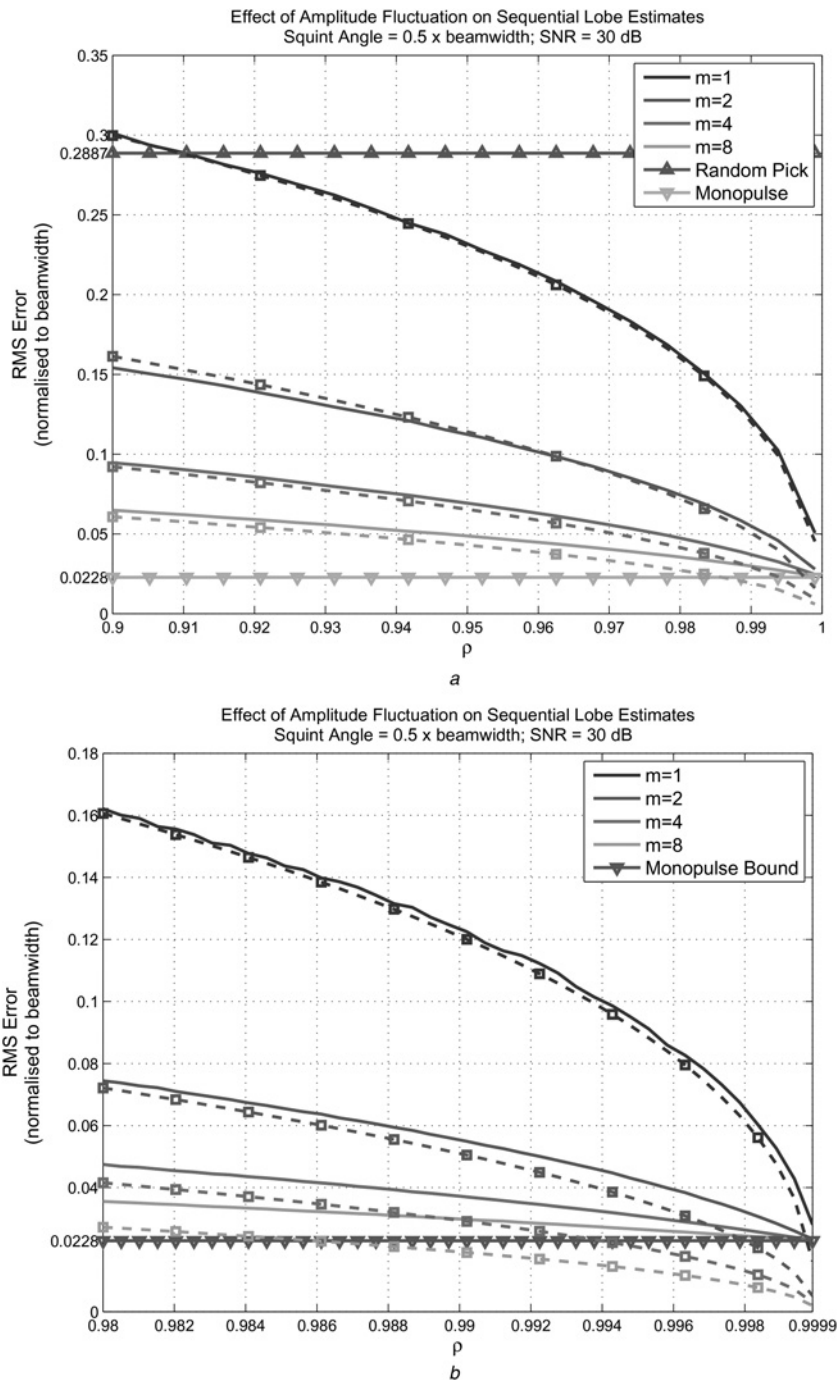 Effect of Amplitude Fluctuation on Sequential Lobe Estimates
Squint Angle = 0.5 x beamwidth; SNR = 30 dB
0.35
0.3
0.2887
0.25
0.2
0.15
0.1
0.05
0.0228
0
RMS Error
(normalised to beamwidth)
m=1
m=2
m=4
m=8
Random Pick
Monopulse
0.9 0.91 0.92 0.93 0.94 0.95 0.96 0.97 0.98 0.99 1
ρ
a
Effect of Amplitude Fluctuation on Sequential Lobe Estimates
Squint Angle = 0.5 x beamwidth; SNR = 30 dB
0.18
0.16
0.14
0.12
0.1
0.08
0.06
0.04
0.0228
0
RMS Error
(normalised to beamwidth)
m=1
m=2
m=4
m=8
Monopulse Bound
0.98 0.982 0.984 0.986 0.988 0.99 0.992 0.994 0.996 0.998 0.9999
ρ
b